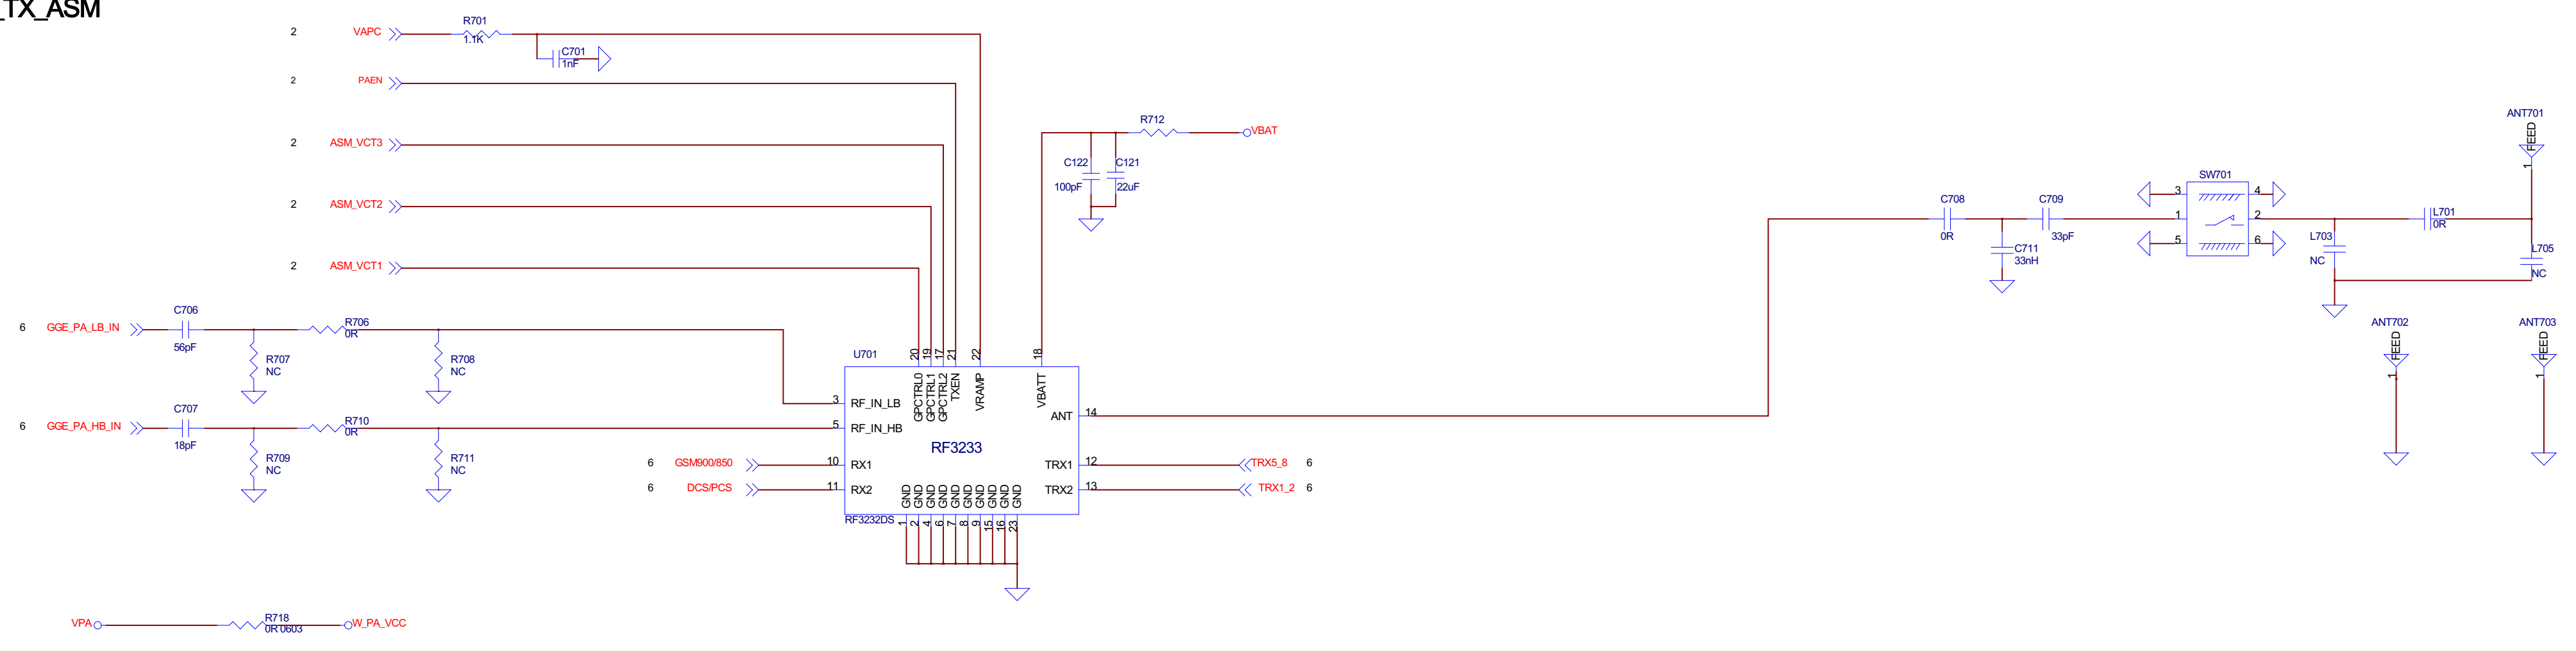 _TX_ASM
2 VAPC
R701
1.1K
C701
1nF
2 PAEN
2 ASM_VCT3
2 ASM_VCT2
2 ASM_VCT1
R712
VBAT
C122
100pF
C121
22uF
ANT701
FEED
1
SW701
3 4
1 2
5 6
C708
0R
C709
33pF
C711
33nH
L703
NC
L701
0R
L705
NC
ANT702
FEED
1
ANT703
FEED
1
6 GGE_PA_LB_IN
C706
56pF
R706
0R
R707
NC
R708
NC
6 GGE_PA_HB_IN
C707
18pF
R710
0R
R709
NC
R711
NC
U701
20 19 17 21 22 18
GPCTRL0
GPCTRL1
GPCTRL2
TXEN
VRAMP
VBATT
3 RF_IN_LB
5 RF_IN_HB
ANT 14
RF3233
6 GSM900/850 10 RX1
6 DCS/PCS 11 RX2
TRX1 12 TRX5_8 6
TRX2 13 TRX1_2 6
GND GND GND GND GND GND GND GND GND GND
RF3232DS
1 2 4 6 7 8 9 15 16 23
VPA
R718
0R 0603
W_PA_VCC